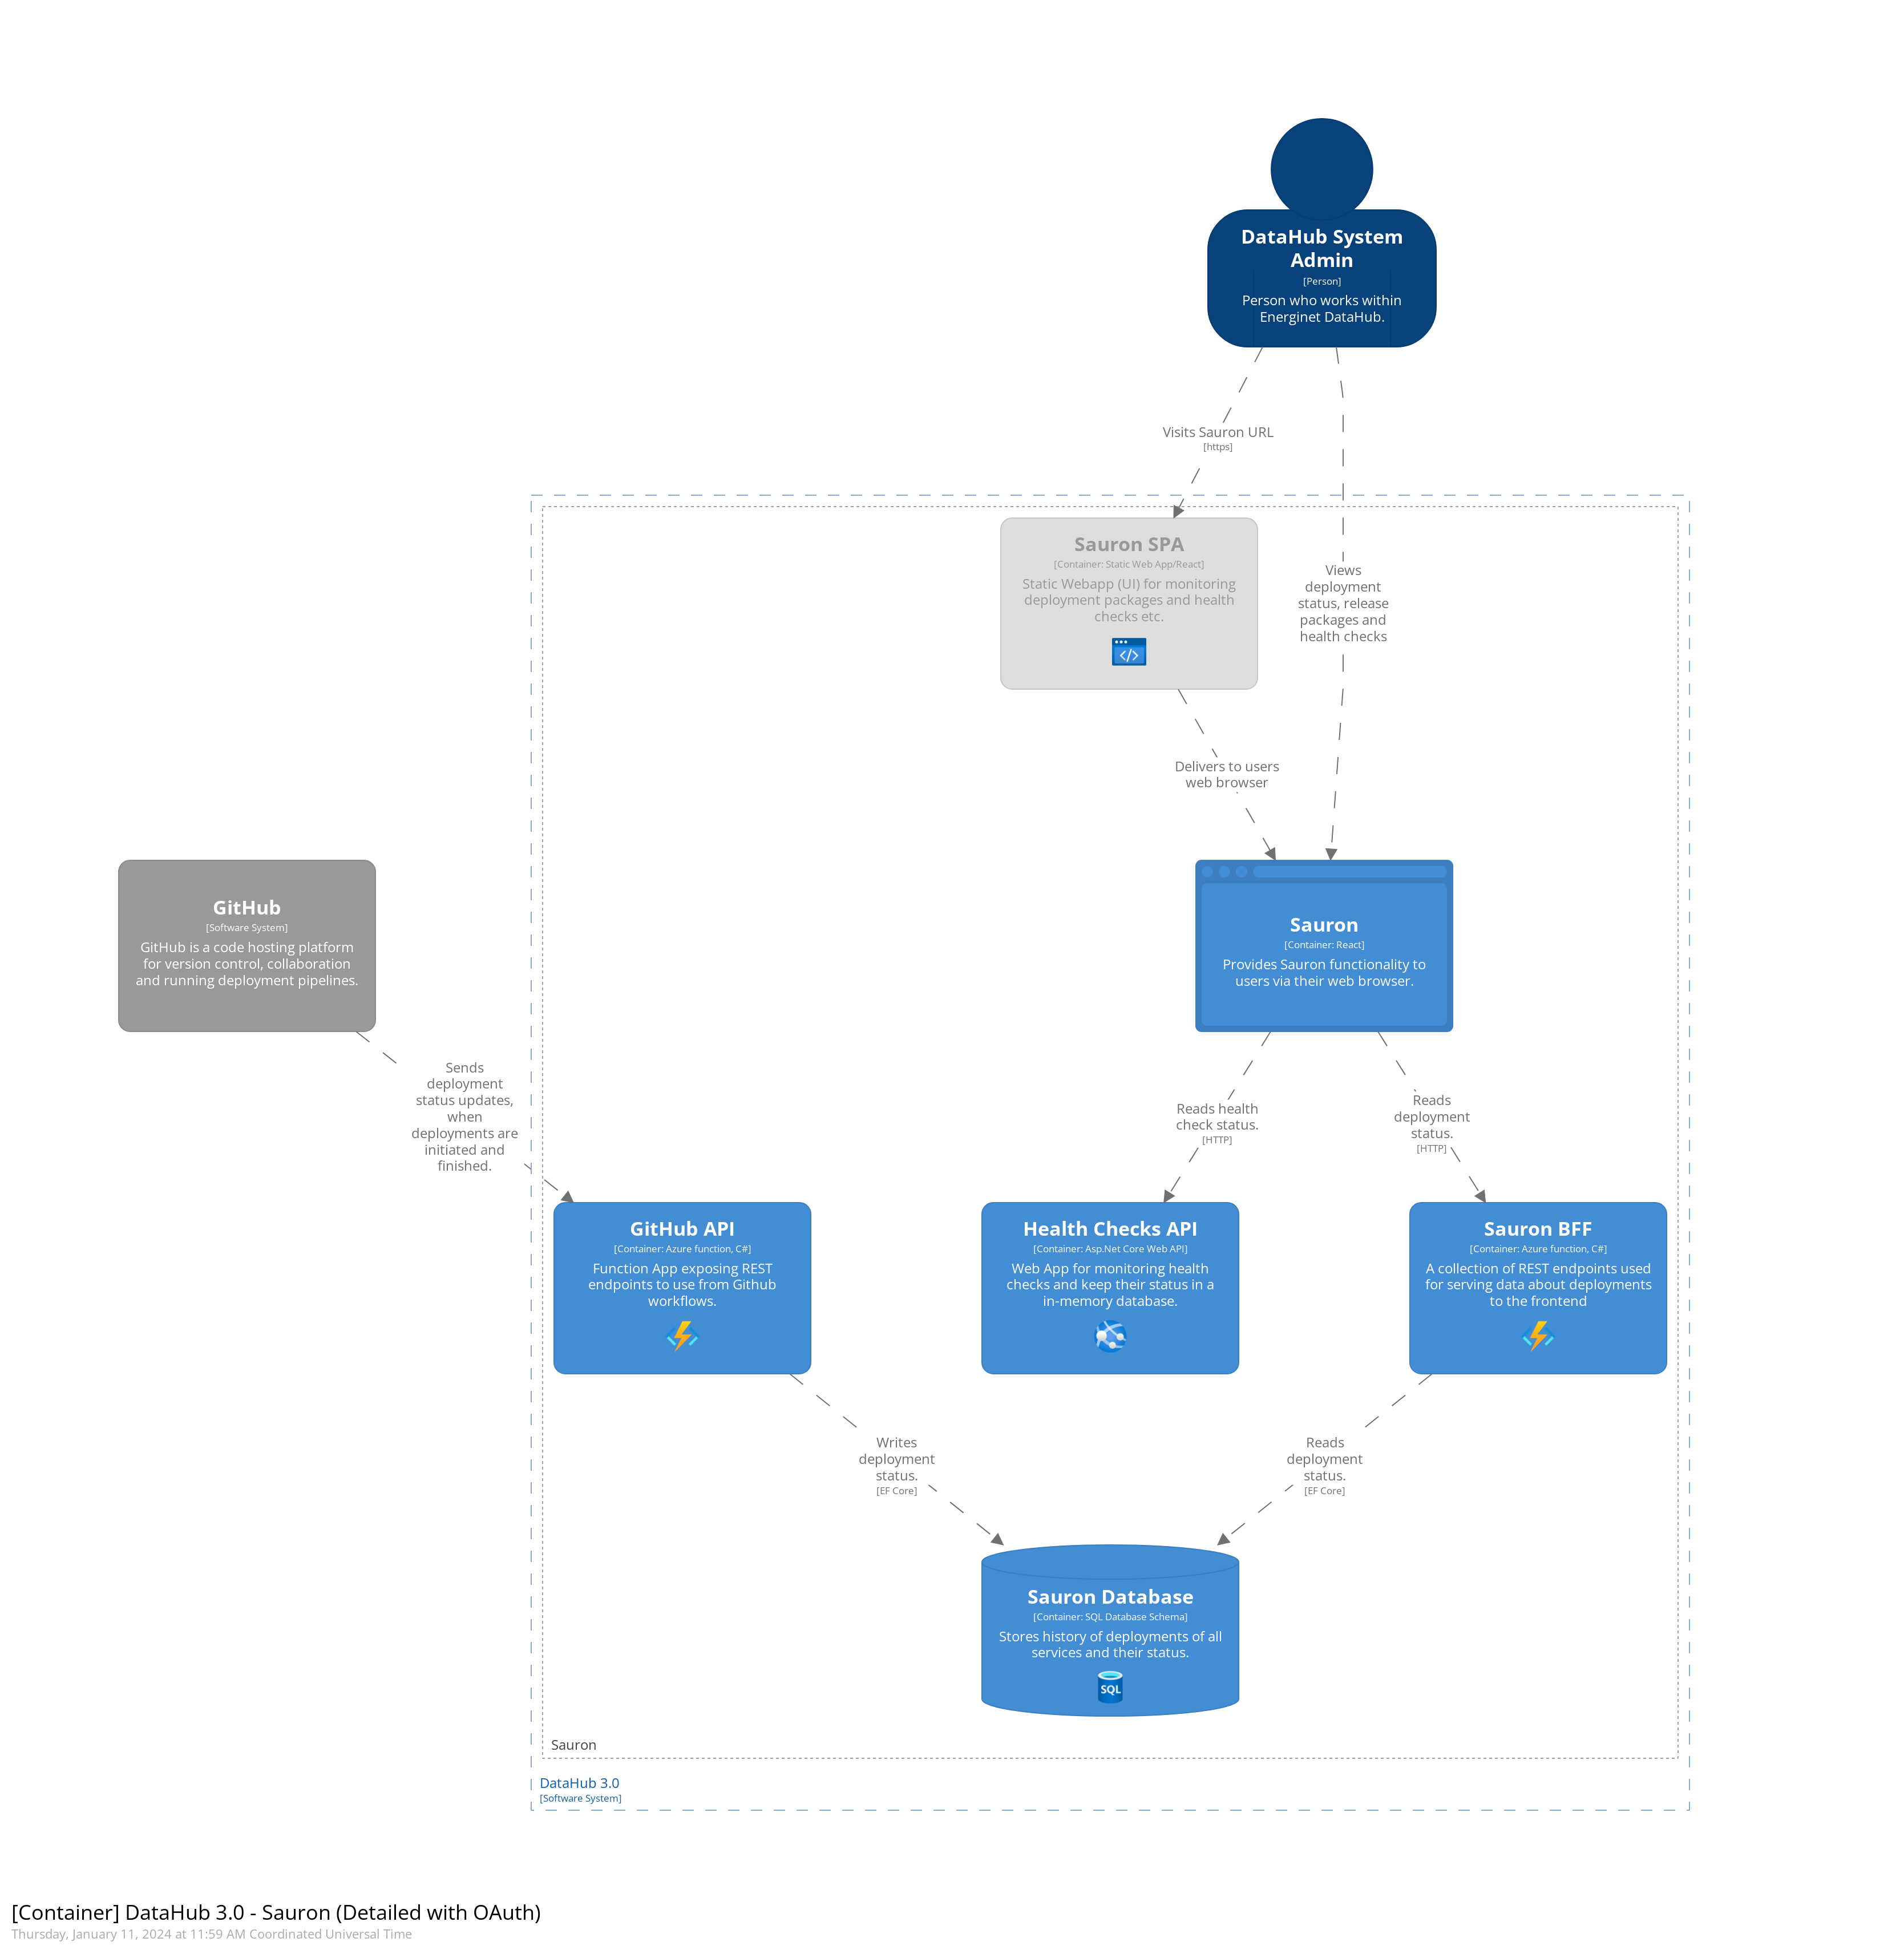 DataHub System
Admin
[Person]
Person who works within
Energinet DataHub.
Visits Sauron URL
[https]
Sauron SPA
[Container: Static Web App/React]
Static Webapp (UI) for monitoring
deployment packages and health
checks etc.
Views
deployment
status, release
packages and
health checks
Delivers to users
web browser
GitHub
[Software System]
GitHub is a code hosting platform
for version control, collaboration
and running deployment pipelines.
Sauron
[Container: React]
Provides Sauron functionality to
users via their web browser.
Sends
deployment
status updates,
when
deployments are
initiated and
finished.
Reads health
check status.
[HTTP]
Reads
deployment
status.
[HTTP]
GitHub API
[Container: Azure function, C#]
Function App exposing REST
endpoints to use from Github
workflows.
Health Checks API
[Container: Asp.Net Core Web API]
Web App for monitoring health
checks and keep their status in a
in-memory database.
Sauron BFF
[Container: Azure function, C#]
A collection of REST endpoints used
for serving data about deployments
to the frontend
Writes
deployment
status.
[EF Core]
Reads
deployment
status.
[EF Core]
Sauron Database
[Container: SQL Database Schema]
Stores history of deployments of all
services and their status.
SQL
Sauron
DataHub 3.0
[Software System]
[Container] DataHub 3.0 - Sauron (Detailed with OAuth)
Thursday, January 11, 2024 at 11:59 AM Coordinated Universal Time